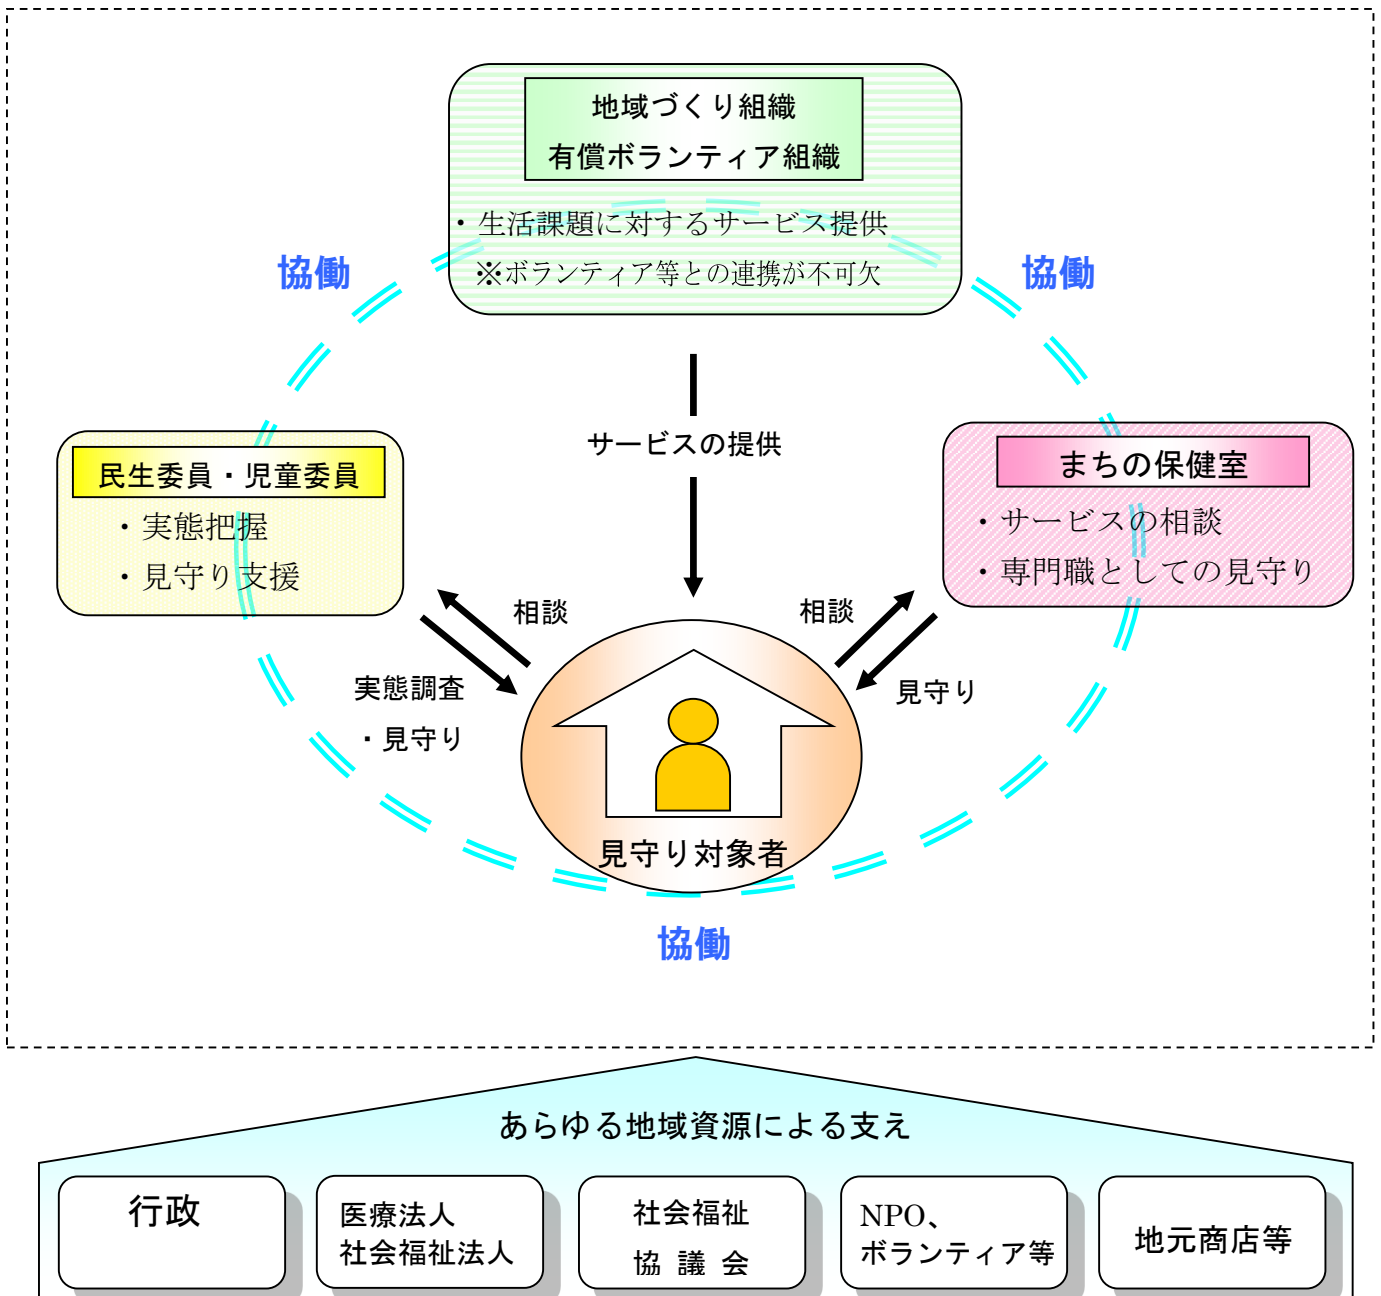 地域づくり組織
有償ボランティア組織
・生活課題に対するサービス提供
※ボランティア等との連携が不可欠
協働
協働
サービスの提供
民生委員・児童委員
・実態把握
・見守り支援
まちの保健室
・サービスの相談
・専門職としての見守り
相談
実態調査
・見守り
相談
見守り
見守り対象者
協働
あらゆる地域資源による支え
行政
医療法人
社会福祉法人
社会福祉
協 議 会
NPO、
ボランティア等
地元商店等